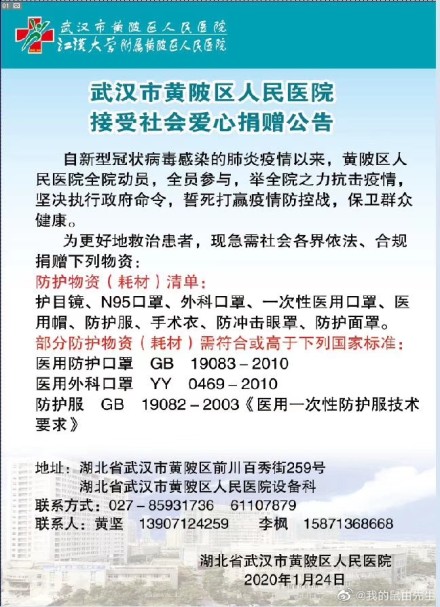 01
武汉市黄陂区人民医院
江汉大学附属黄陂区人民医院
武汉市黄陂区人民医院
接受社会爱心捐赠公告
自新型冠状病毒感染的肺炎疫情以来，黄陂区人
民医院全院动员，全员参与，举全院之力抗击疫情，
坚决执行政府命令，誓死打赢疫情防控战，保卫群众
健康。
为更好地救治患者，现急需社会各界依法、合规
捐赠下列物资：
防护物资（耗材）清单：
护目镜、N95口罩、外科口罩、一次性医用口罩、医
用帽、防护服、手术衣、防冲击眼罩、防护面罩。
部分防护物资（耗材）需符合或高于下列国家标准：
医用防护口罩 GB 19083－2010
医用外科口罩 YY 0469－2010
防护服 GB 19082－2003《医用一次性防护服技术
要求》
地址：湖北省武汉市黄陂区前川百秀街259号
湖北省武汉市黄陂区人民医院设备科
联系方式：027－85931736 61107879
联系人：黄坚 13907124259 李枫 15871368668
湖北省武汉市黄陂区人民医院
2020年1月24日
@我的鼠田先生